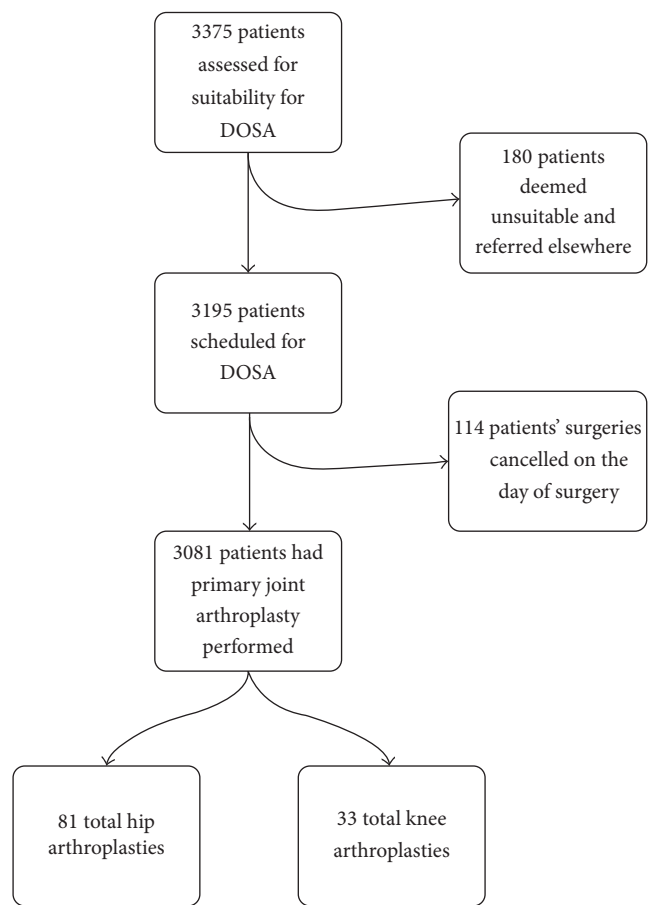 3375 patients
assessed for
suitability for
DOSA
180 patients
deemed
unsuitable and
referred elsewhere
3195 patients
scheduled for
DOSA
114 patients’ surgeries
cancelled on the
day of surgery
3081 patients had
primary joint
arthroplasty
performed
81 total hip
arthroplasties
33 total knee
arthroplasties